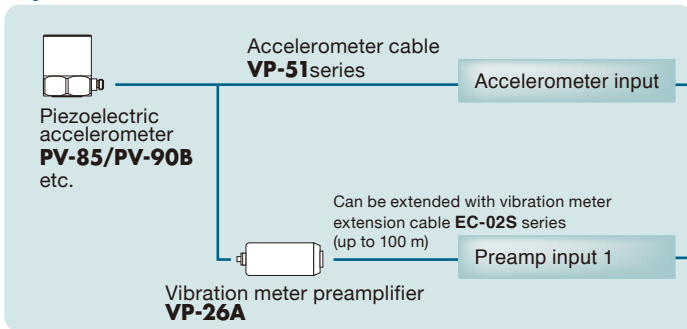 Accelerometer cable
VP-51series
Accelerometer input
Piezoelectric
accelerometer
PV-85/PV-90B
etc.
Can be extended with vibration meter
extension cable EC-02S series
(up to 100 m)
Preamp input 1
Vibration meter preamplifier
VP-26A